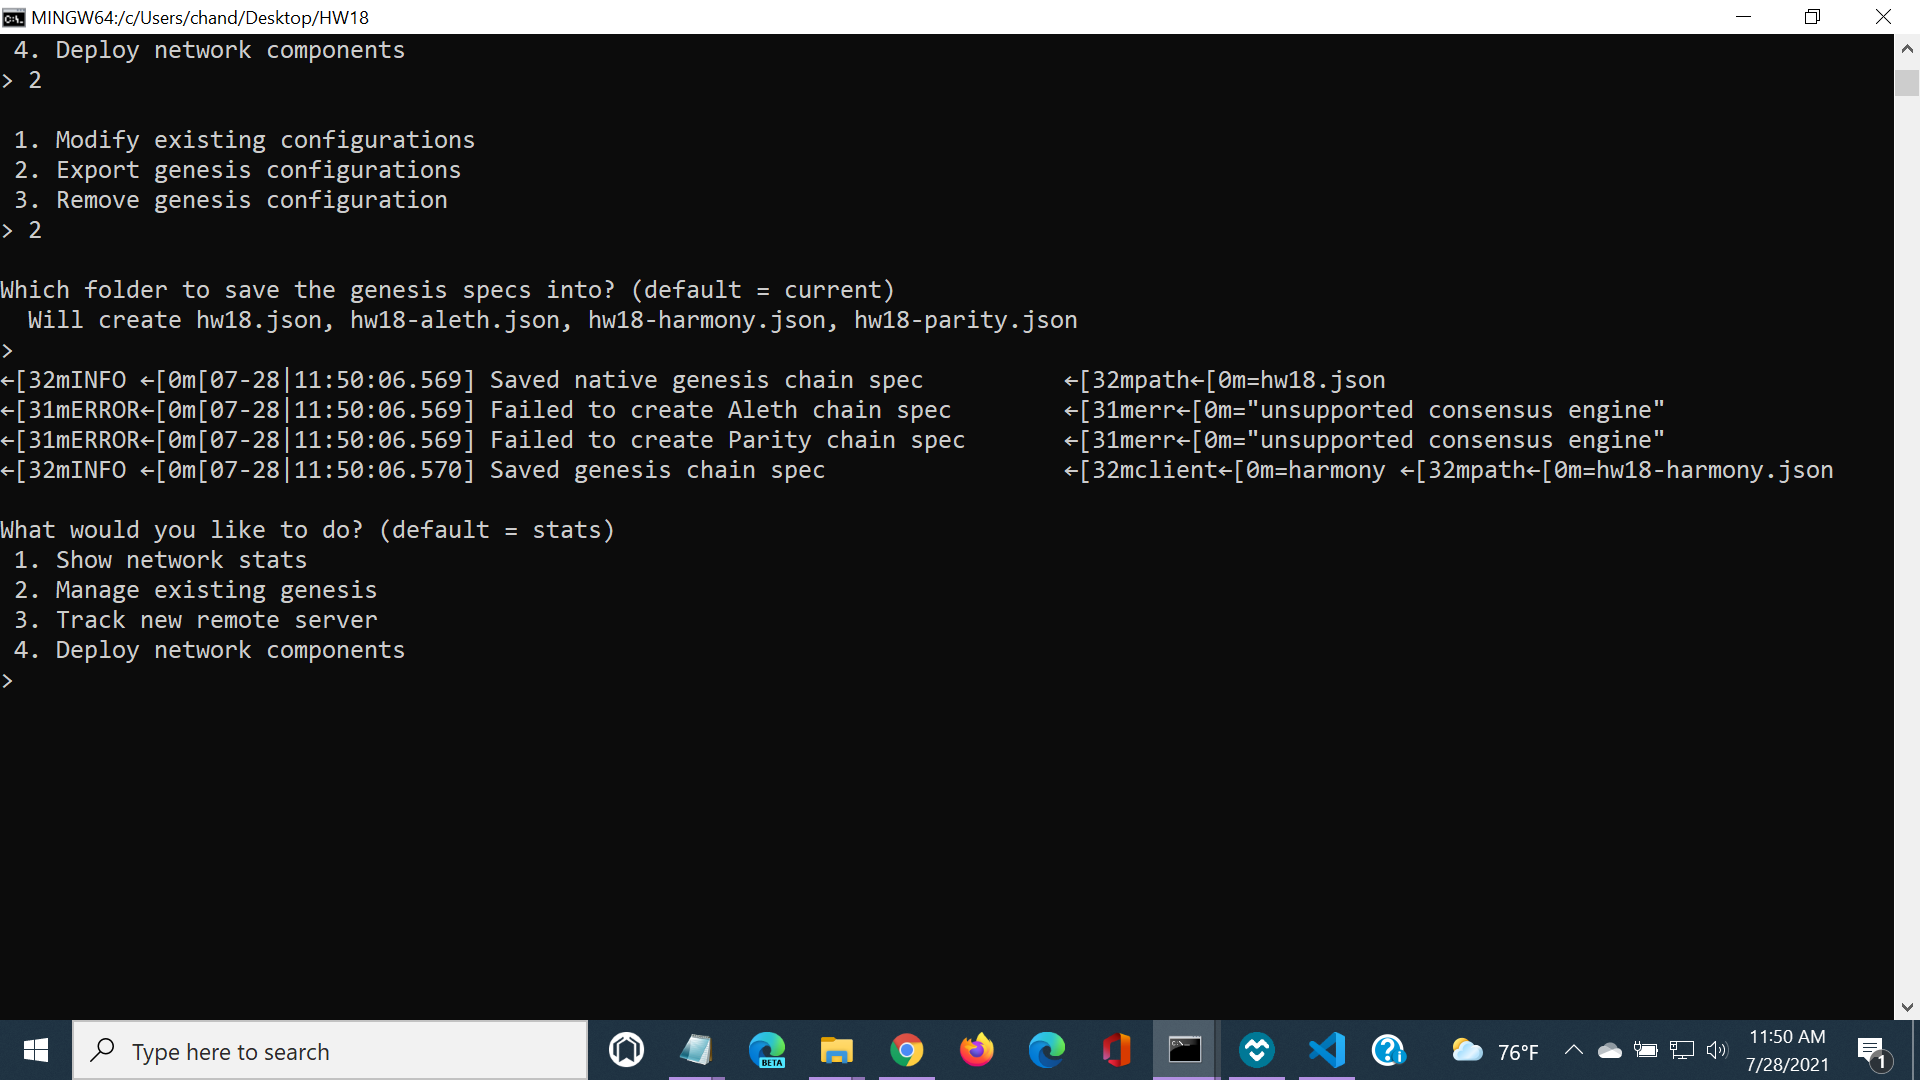 MINGW64:/c/Users/chand/Desktop/HW18
4. Deploy network components
> 2
1. Modify existing configurations
2. Export genesis configurations
3. Remove genesis configuration
> 2
Which folder to save the genesis specs into? (default = current)
Will create hw18.json, hw18-aleth.json, hw18-harmony.json, hw18-parity.json
>
←[32mINFO ←[0m[07-28|11:50:06.569] Saved native genesis chain spec ←[32mpath←[0m=hw18.json
←[31mERROR←[0m[07-28|11:50:06.569] Failed to create Aleth chain spec ←[31merr←[0m="unsupported consensus engine"
←[31mERROR←[0m[07-28|11:50:06.569] Failed to create Parity chain spec ←[31merr←[0m="unsupported consensus engine"
←[32mINFO ←[0m[07-28|11:50:06.570] Saved genesis chain spec ←[32mclient←[0m=harmony ←[32mpath←[0m=hw18-harmony.json
What would you like to do? (default = stats)
1. Show network stats
2. Manage existing genesis
3. Track new remote server
4. Deploy network components
>
Type here to search
BETA
76°F
11:50 AM
7/28/2021
1